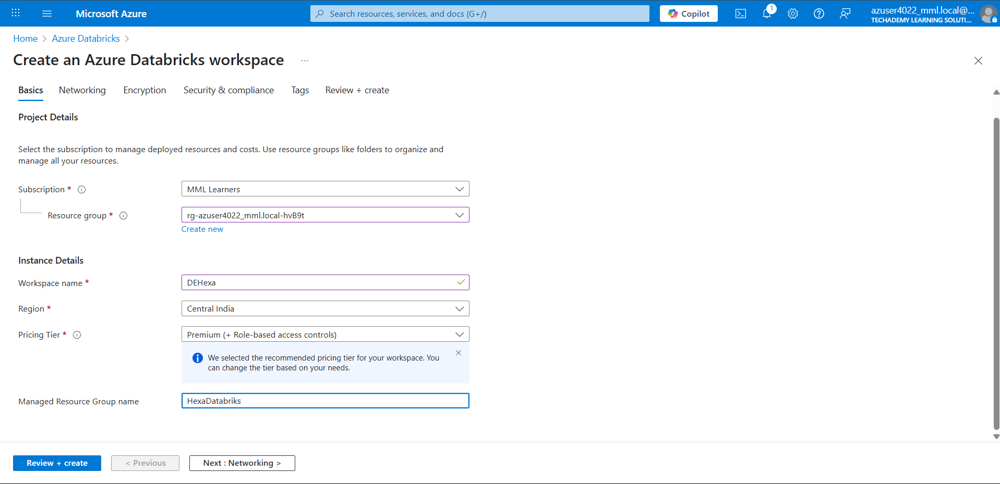 Microsoft Azure
Search resources, services, and docs (G+/)
Copilot
1
azuser4022_mml.local@...
TECHADEMY LEARNING SOLUTI...
Home > Azure Databricks >
Create an Azure Databricks workspace ...
Basics Networking Encryption Security & compliance Tags Review + create
Project Details
Select the subscription to manage deployed resources and costs. Use resource groups like folders to organize and
manage all your resources.
Subscription * MML Learners
Resource group * rg-azuser4022_mml.local-hvB9t
Create new
Instance Details
Workspace name * DEHexa
Region * Central India
Pricing Tier * Premium (+ Role-based access controls)
We selected the recommended pricing tier for your workspace. You
can change the tier based on your needs.
Managed Resource Group name HexaDatabriks
Review + create < Previous Next : Networking >